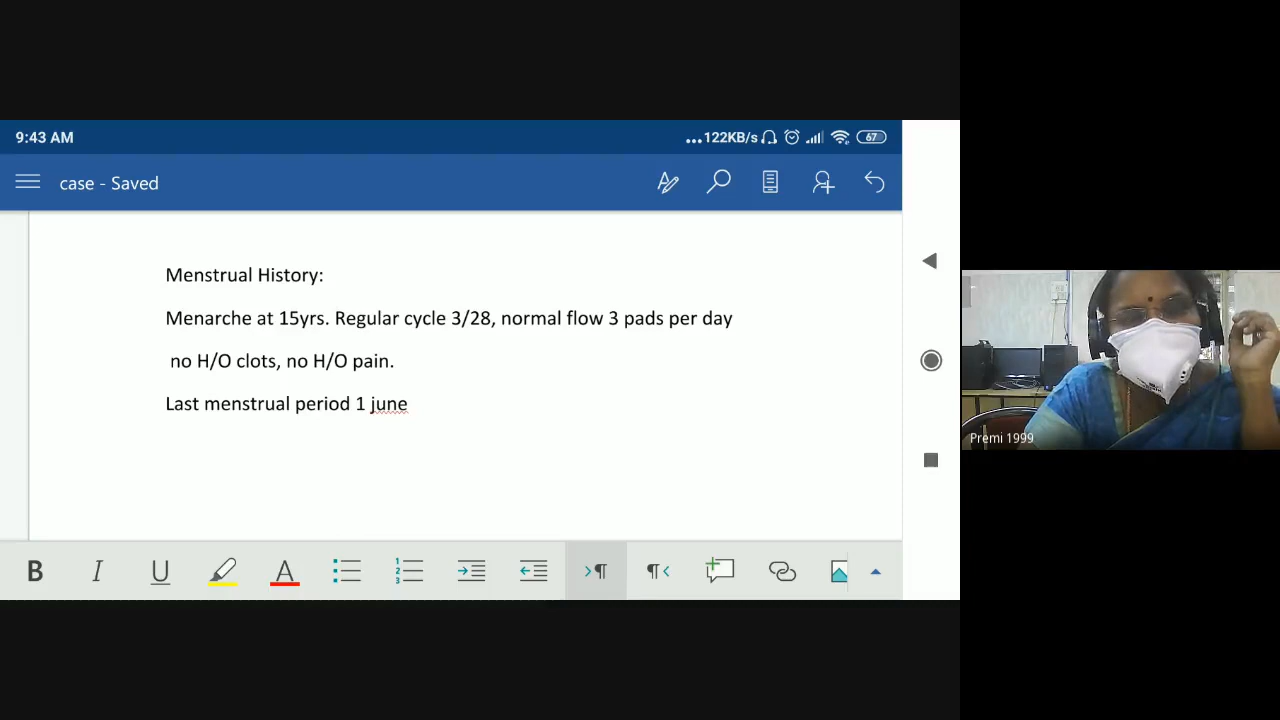 9:43 AM
...122KB/s
67
case - Saved
Menstrual History:
Menarche at 15yrs. Regular cycle 3/28, normal flow 3 pads per day
no H/O clots, no H/O pain.
Last menstrual period 1 june
B I U A
Premi 1999